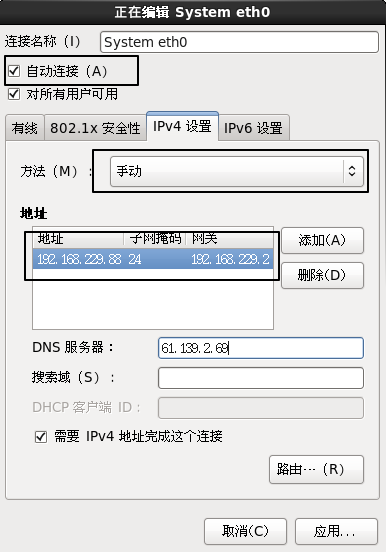 正在编辑 System eth0
连接名称（I） System eth0
自动连接（A）
对所有用户可用
有线 802.1x 安全性 IPv4 设置 IPv6 设置
方法（M）： 手动
地址
地址 子网掩码 网关 添加(A)
192.168.229.88 24 192.168.229.2
删除(D)
DNS 服务器： 61.139.2.69
搜索域（S）：
DHCP 客户端 ID：
需要 IPv4 地址完成这个连接
路由…（R）
取消(C) 应用...